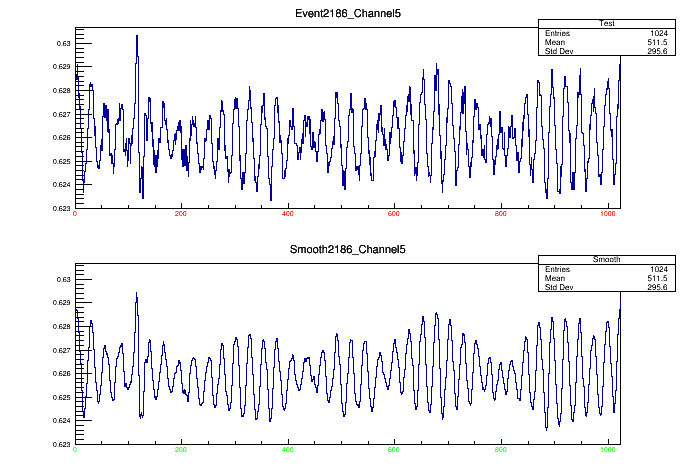 Event2186_Channel5
Test
Entries 1024
Mean 511.5
Std Dev 295.6
0.63
0.629
0.628
0.627
0.626
0.625
0.624
0.623
0 200 400 600 800 1000
Smooth2186_Channel5
Smooth
Entries 1024
Mean 511.5
Std Dev 295.6
0.63
0.629
0.628
0.627
0.626
0.625
0.624
0.623
0 200 400 600 800 1000